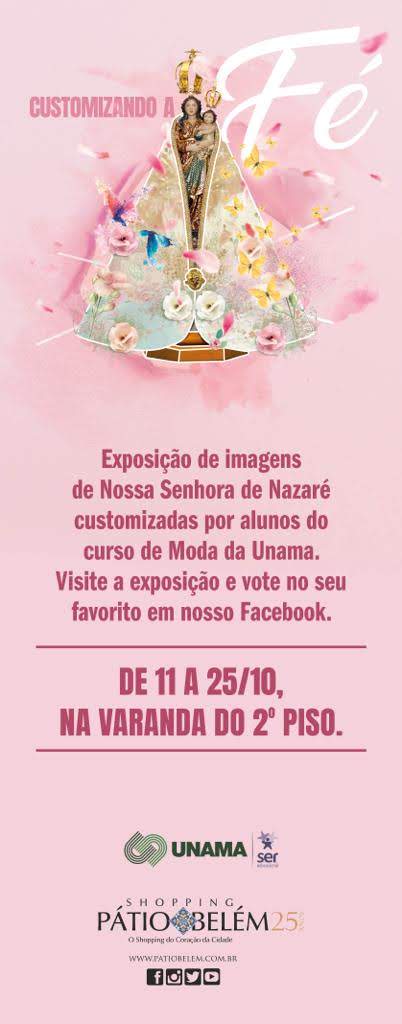 CUSTOMIZANDO A
Fé
Exposição de imagens
de Nossa Senhora de Nazaré
customizadas por alunos do
curso de Moda da Unama.
Visite a exposição e vote no seu
favorito em nosso Facebook.
DE 11 A 25/10,
NA VARANDA DO 2º PISO.
UNAMA
ser
educacional
SHOPPING
PÁTIO BELÉM 25 ANOS
O Shopping do Coração da Cidade
WWW.PATIOBELEM.COM.BR